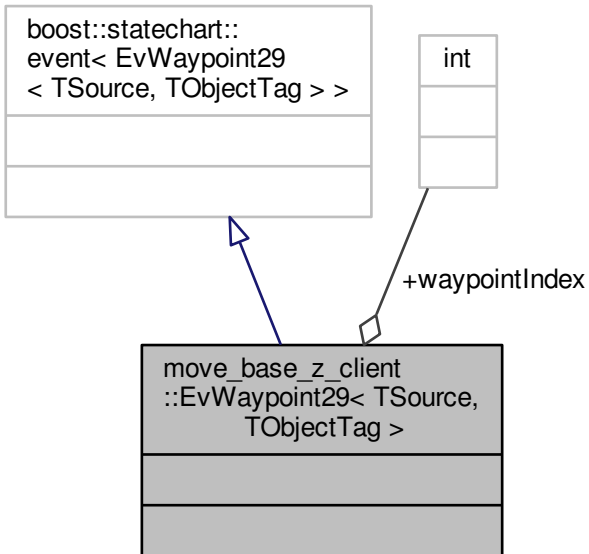 boost::statechart::
event< EvWaypoint29
< TSource, TObjectTag > >
int
+waypointIndex
move_base_z_client
::EvWaypoint29< TSource,
TObjectTag >